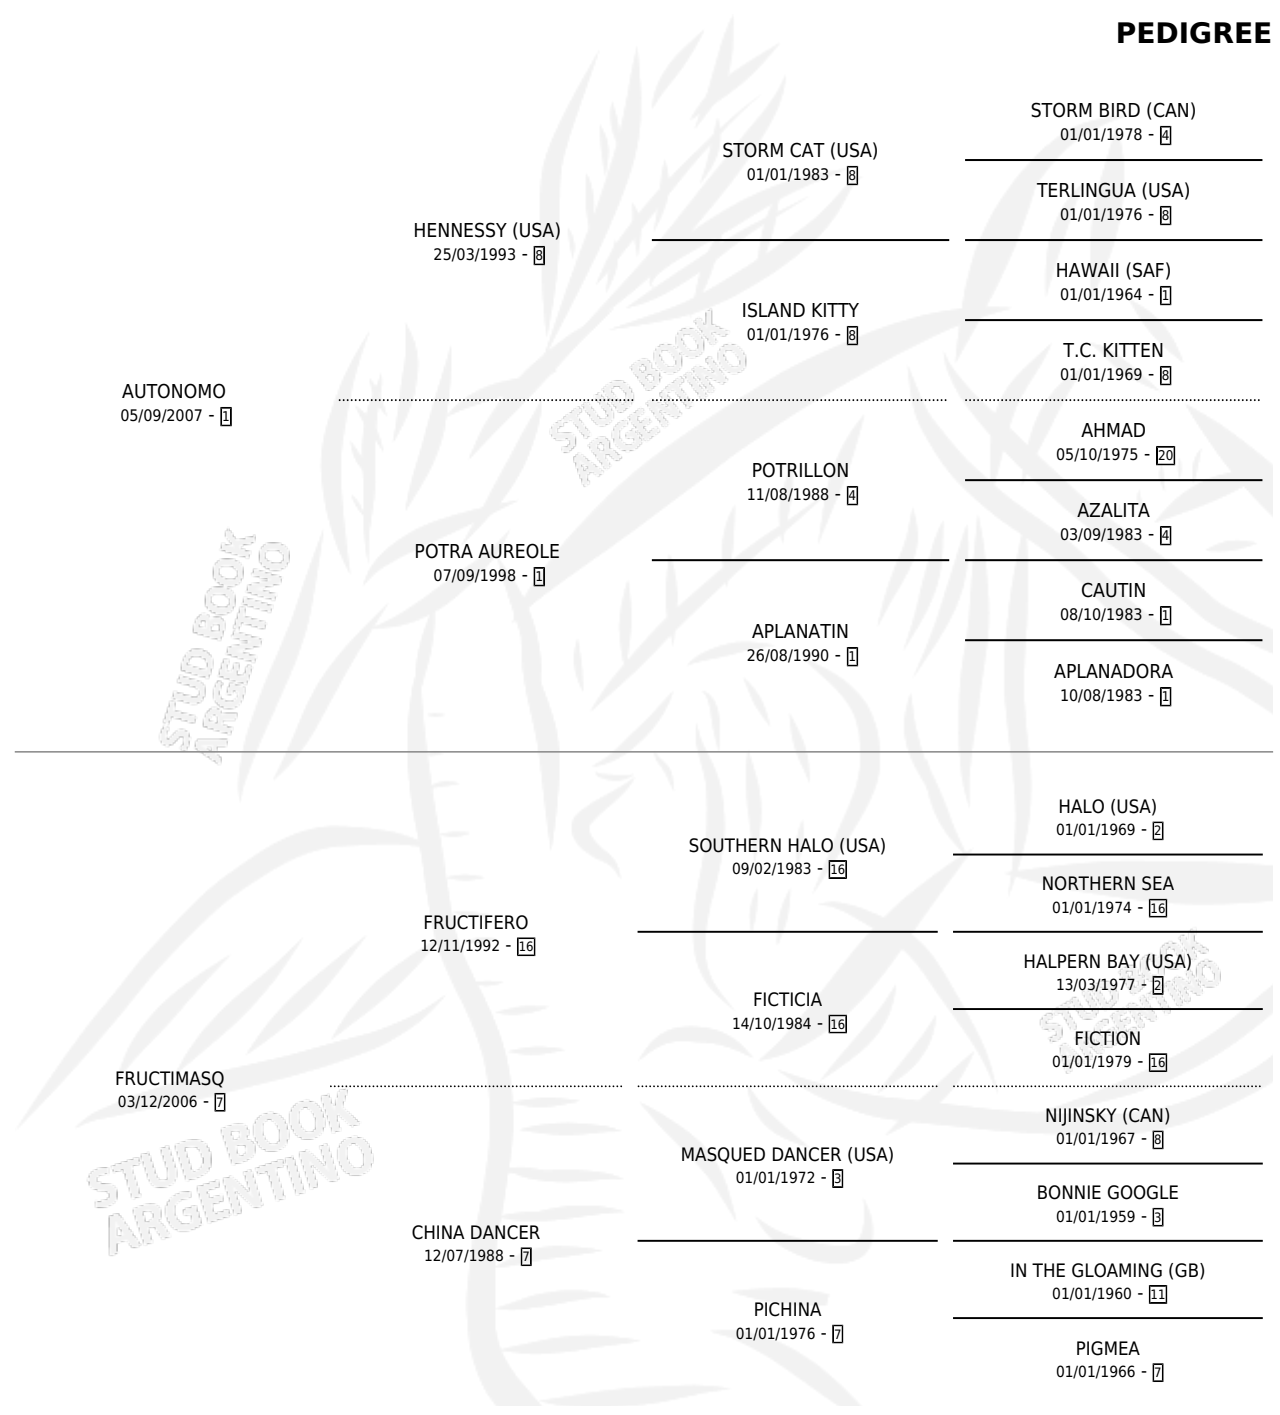 PEDIGREE
STORM BIRD (CAN)
01/01/1978 - 4
STORM CAT (USA)
01/01/1983 - 8
TERLINGUA (USA)
01/01/1976 - 8
HENNESSY (USA)
25/03/1993 - 8
HAWAII (SAF)
01/01/1964 - 1
ISLAND KITTY
01/01/1976 - 8
T.C. KITTEN
01/01/1969 - 8
AUTONOMO
05/09/2007 - 1
AHMAD
05/10/1975 - 20
POTRILLON
11/08/1988 - 4
AZALITA
03/09/1983 - 4
POTRA AUREOLE
07/09/1998 - 1
CAUTIN
08/10/1983 - 1
APLANATIN
26/08/1990 - 1
APLANADORA
10/08/1983 - 1
HALO (USA)
01/01/1969 - 2
SOUTHERN HALO (USA)
09/02/1983 - 16
NORTHERN SEA
01/01/1974 - 16
FRUCTIFERO
12/11/1992 - 16
HALPERN BAY (USA)
13/03/1977 - 2
FICTICIA
14/10/1984 - 16
FICTION
01/01/1979 - 16
FRUCTIMASQ
03/12/2006 - 7
NIJINSKY (CAN)
01/01/1967 - 8
MASQUED DANCER (USA)
01/01/1972 - 3
BONNIE GOOGLE
01/01/1959 - 3
CHINA DANCER
12/07/1988 - 7
IN THE GLOAMING (GB)
01/01/1960 - 11
PICHINA
01/01/1976 - 7
PIGMEA
01/01/1966 - 7
STUD BOOK
ARGENTINO
STUD BOOK
ARGENTINO
STUD BOOK
ARGENTINO
STUD BOOK
ARGENTINO